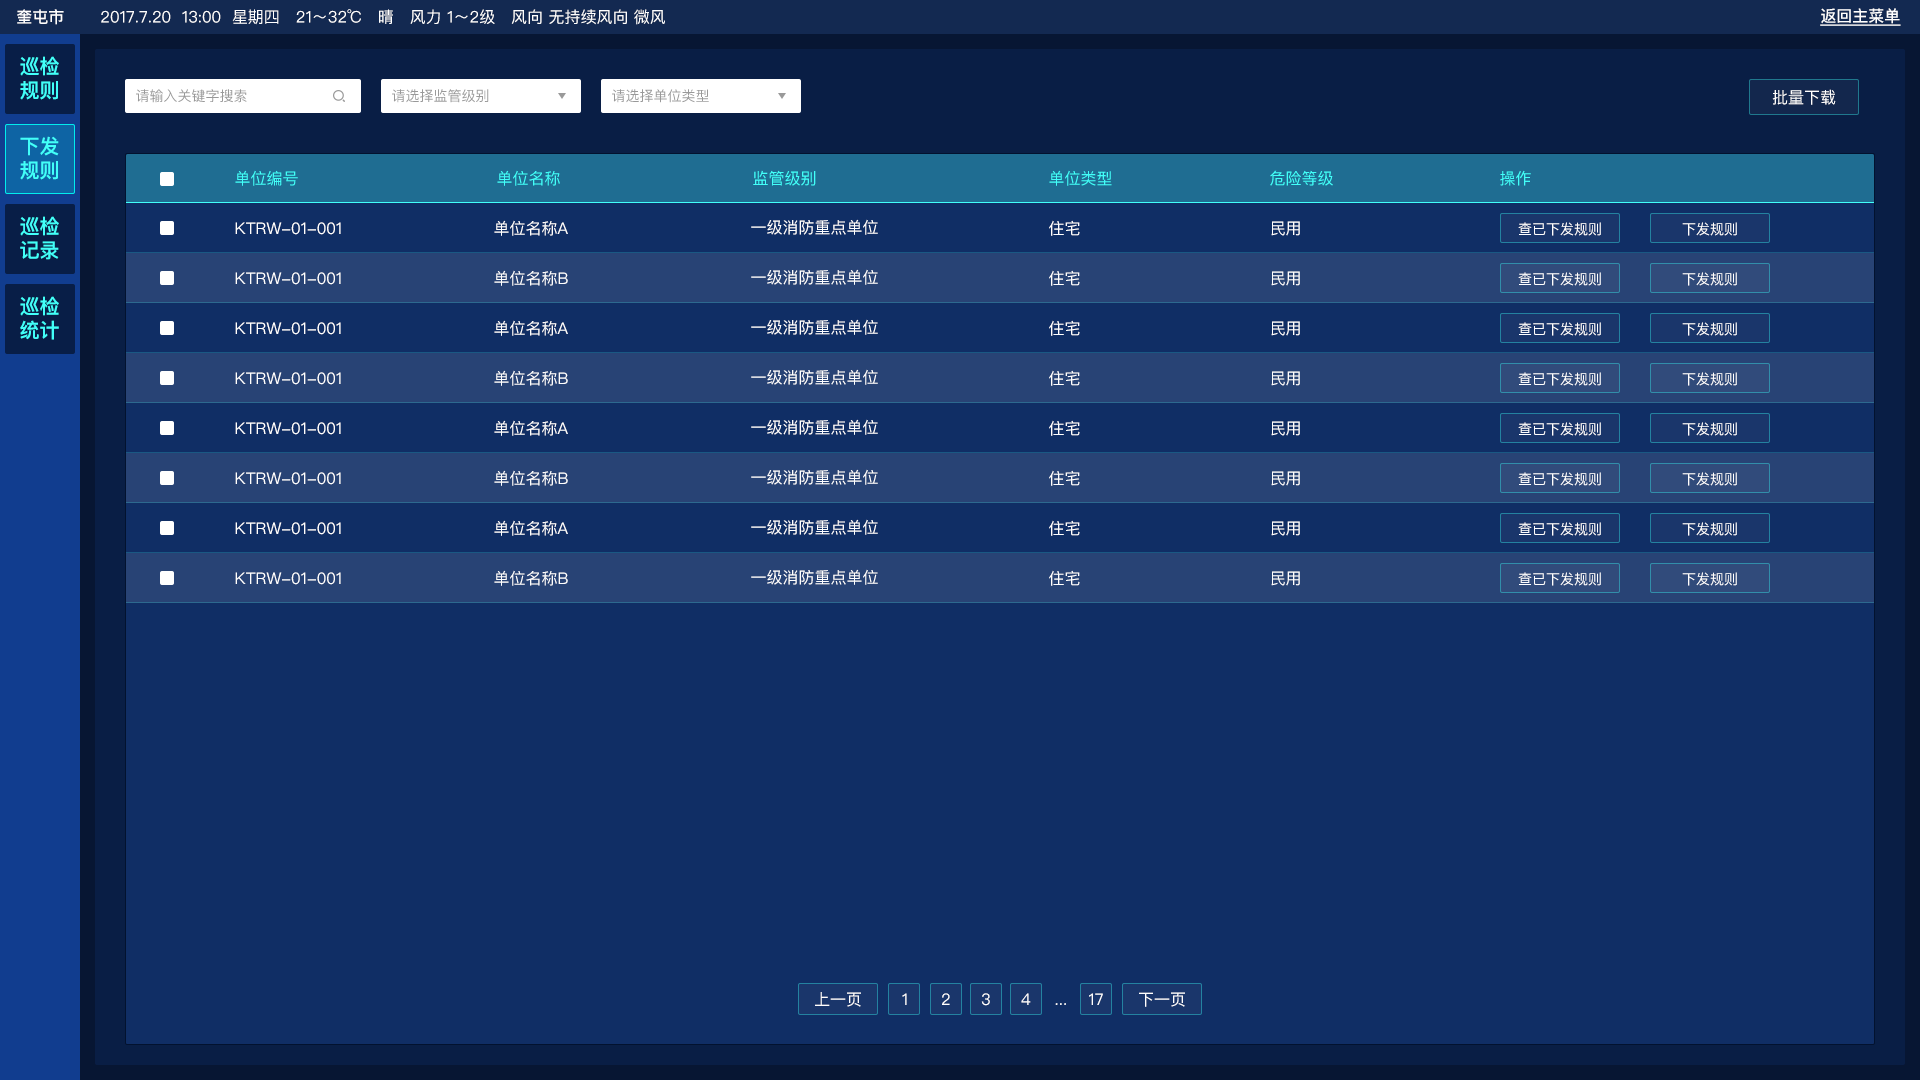 奎屯市 2017.7.20 13:00 星期四 21～32℃ 晴 风力 1～2级 风向 无持续风向 微风 返回主菜单
巡检
规则
下发
规则
巡检
记录
巡检
统计
请输入关键字搜索 请选择监管级别 请选择单位类型 批量下载
单位编号 单位名称 监管级别 单位类型 危险等级 操作
KTRW-01-001 单位名称A 一级消防重点单位 住宅 民用 查已下发规则 下发规则
KTRW-01-001 单位名称B 一级消防重点单位 住宅 民用 查已下发规则 下发规则
KTRW-01-001 单位名称A 一级消防重点单位 住宅 民用 查已下发规则 下发规则
KTRW-01-001 单位名称B 一级消防重点单位 住宅 民用 查已下发规则 下发规则
KTRW-01-001 单位名称A 一级消防重点单位 住宅 民用 查已下发规则 下发规则
KTRW-01-001 单位名称B 一级消防重点单位 住宅 民用 查已下发规则 下发规则
KTRW-01-001 单位名称A 一级消防重点单位 住宅 民用 查已下发规则 下发规则
KTRW-01-001 单位名称B 一级消防重点单位 住宅 民用 查已下发规则 下发规则
上一页 1 2 3 4 ... 17 下一页